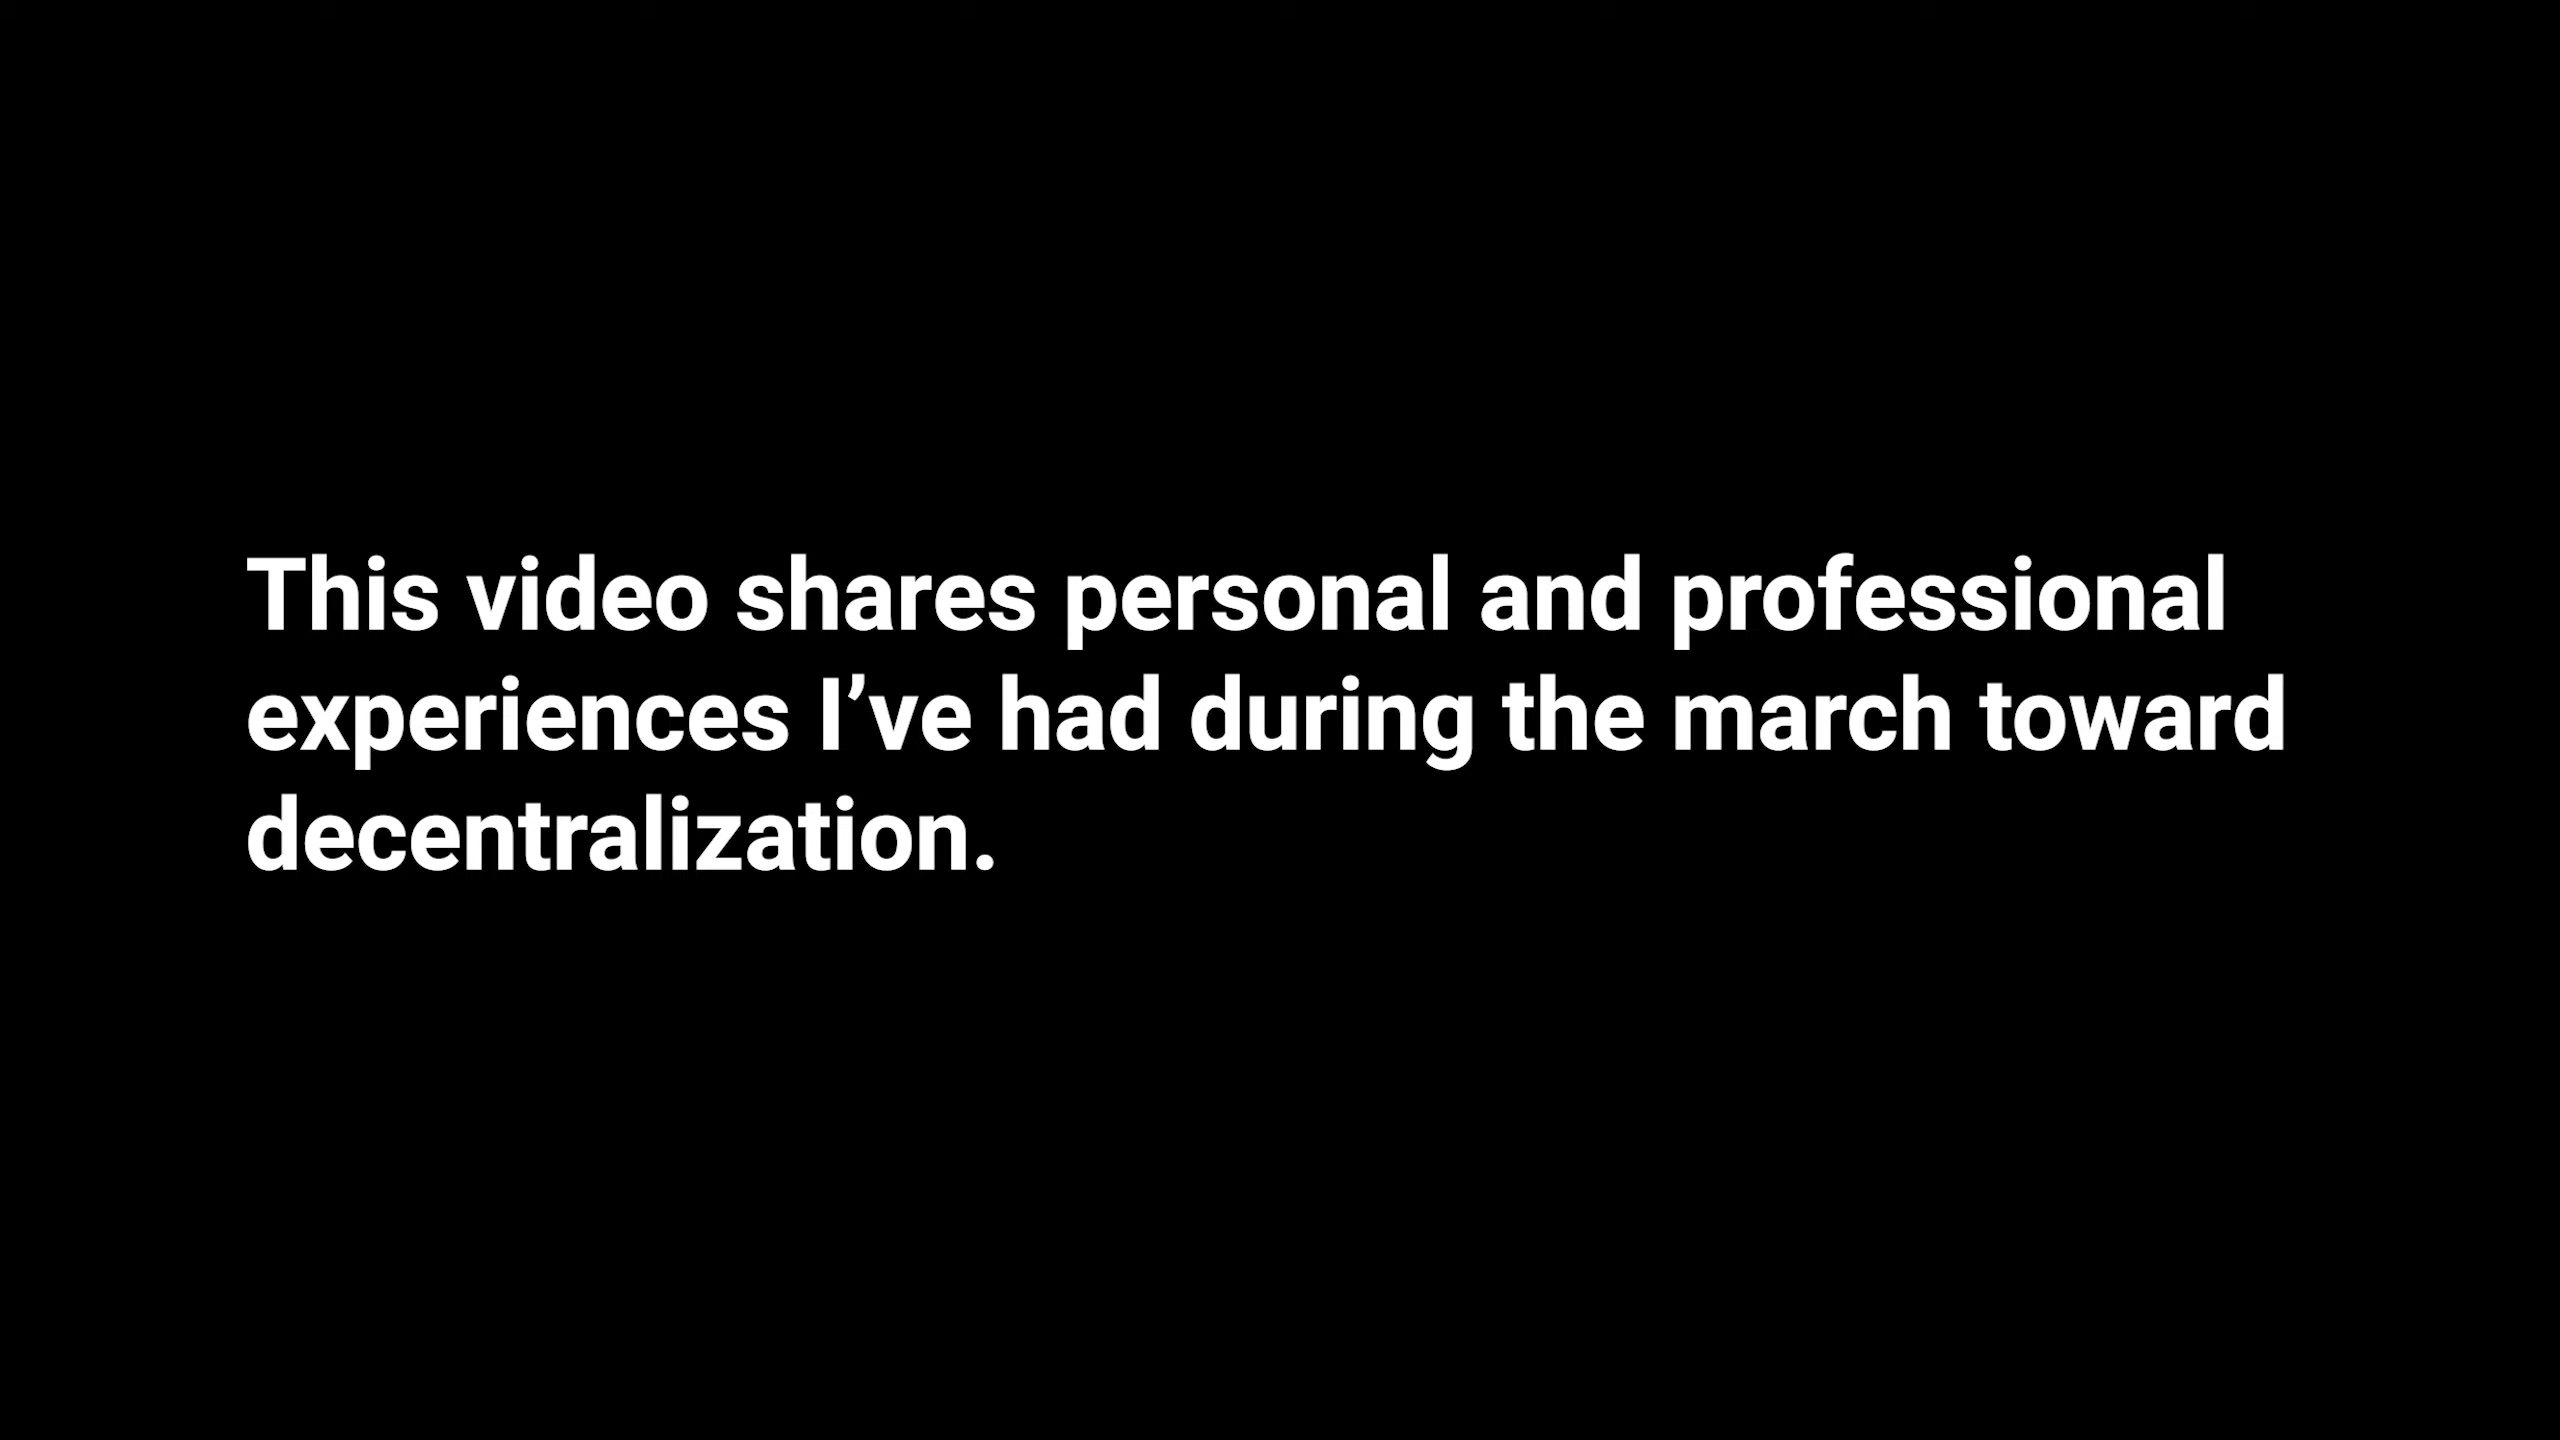 This video shares personal and professional
experiences I’ve had during the march toward
decentralization.